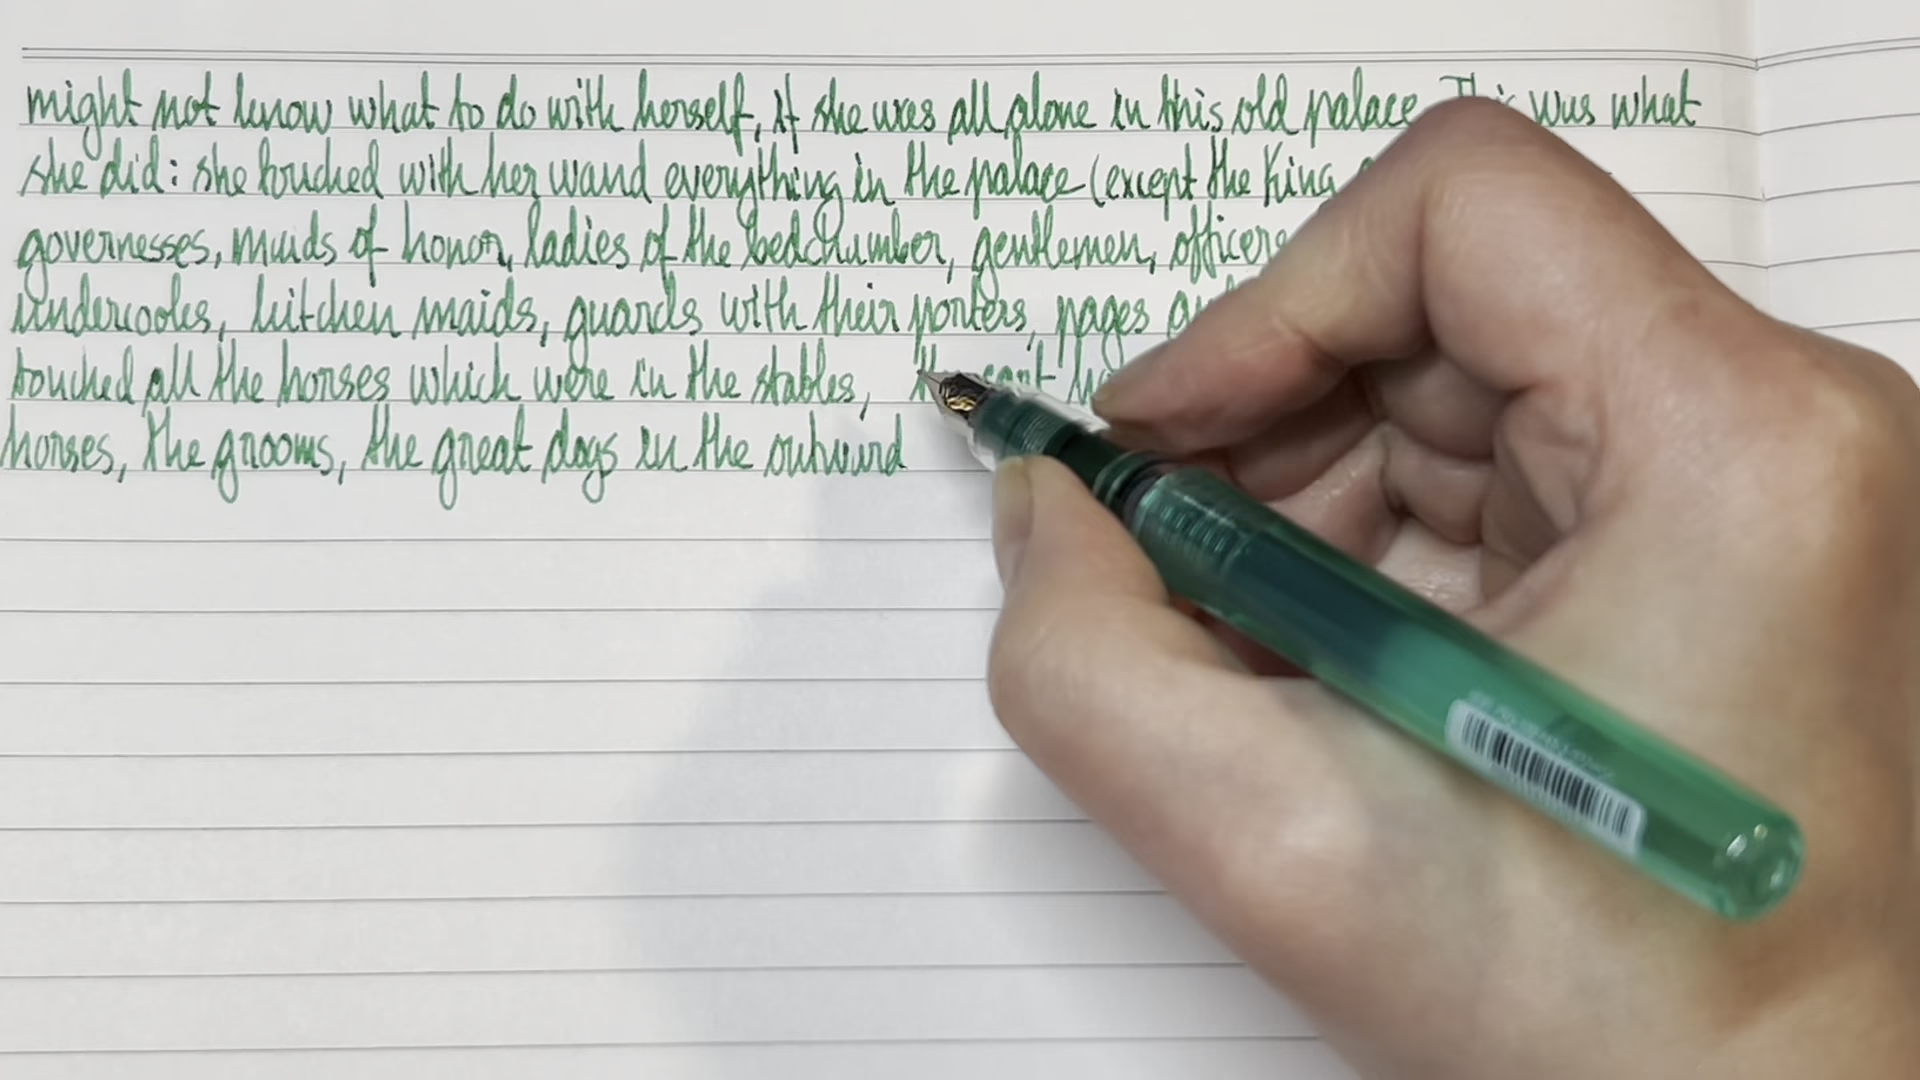 might not know what to do with herself, if she was all alone in this old palace. This was what
she did: she touched with her wand everything in the palace (except the King
governesses, maids of honor, ladies of the bedchamber, gentlemen, officers
undercooks, kitchen maids, guards with their porters, pages
touched all the horses which were in the stables,
horses, the grooms, the great dogs in the outward